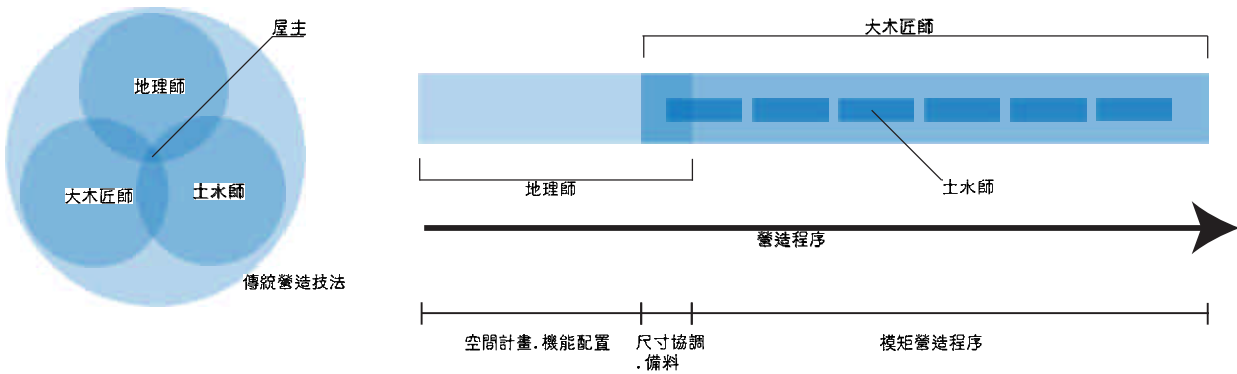 屋主
地理師
大木匠師
土水師
傳統營造技法
大木匠師
地理師
土水師
營造程序
空間計畫.機能配置
尺寸協調
.備料
模矩營造程序